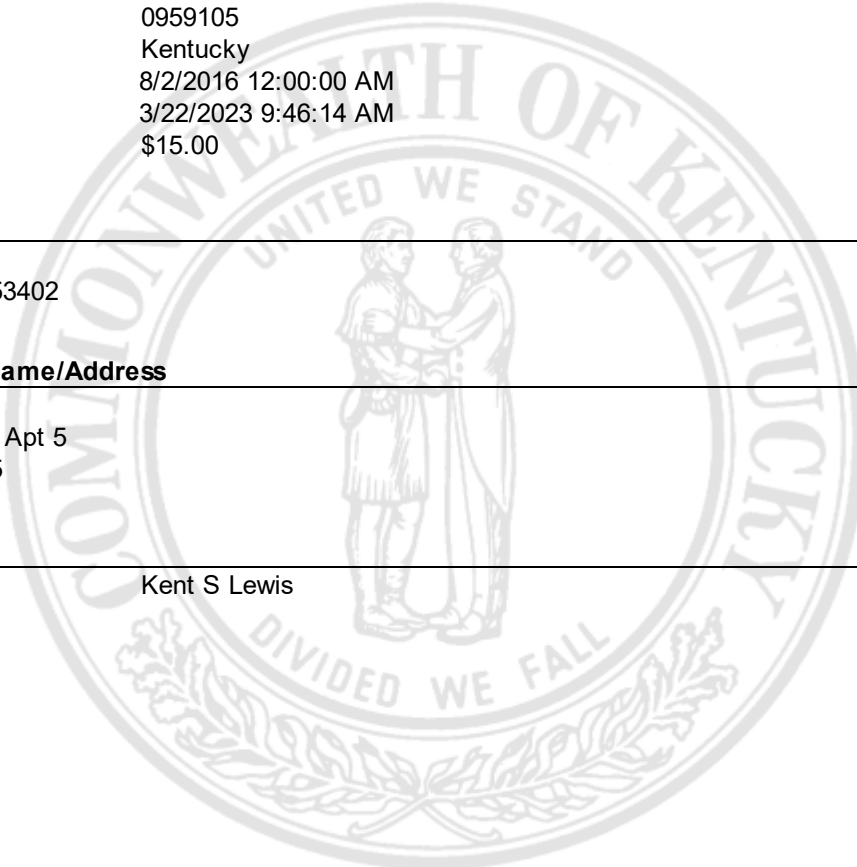 0959105
Kentucky
8/2/2016 12:00:00 AM
3/22/2023 9:46:14 AM
$15.00
COMMONWEALTH OF KENTUCKY
UNITED WE STAND
53402
ame/Address
Apt 5
Kent S Lewis
DIVIDED WE FALL